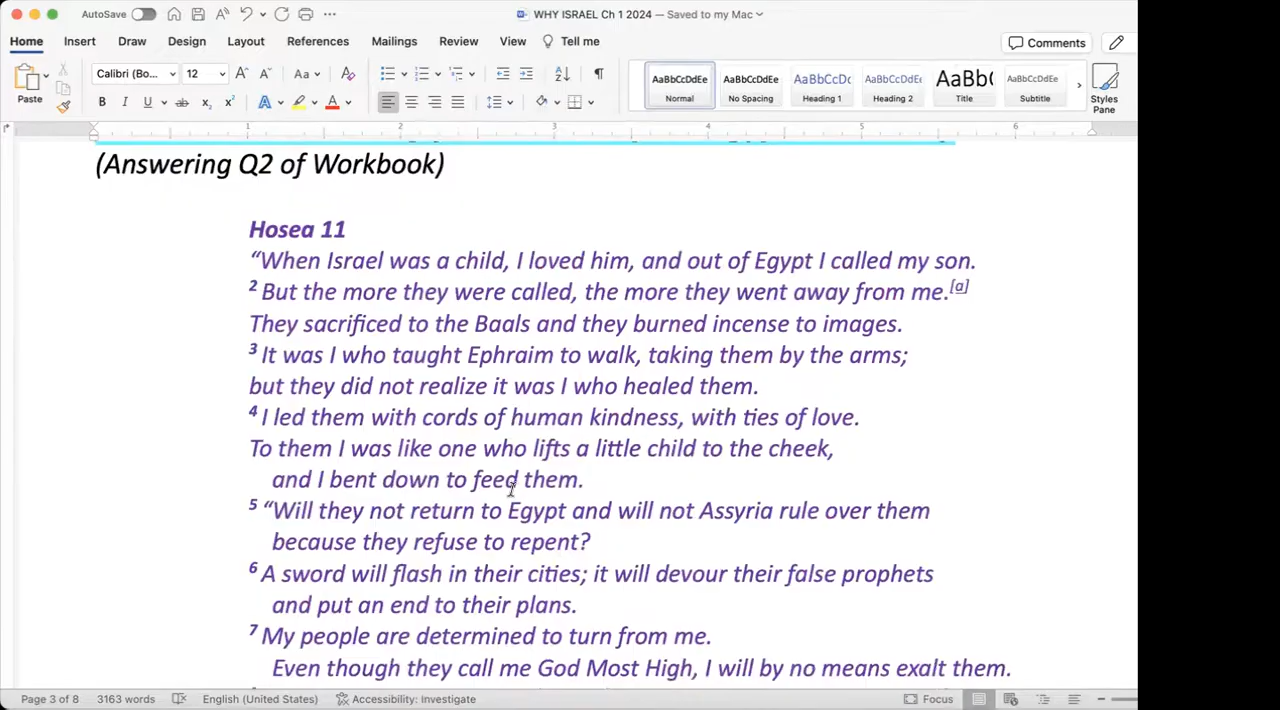 AutoSave
WHY ISRAEL Ch 1 2024 — Saved to my Mac
Home Insert Draw Design Layout References Mailings Review View Tell me Comments
Paste
Calibri (Bo... 12 A A Aa A
B I U ab x₂ x² A A
AaBbCcDdEe AaBbCcDdEe AaBbCcDc AaBbCcDdEe AaBb( AaBbCcDdEe
Normal No Spacing Heading 1 Heading 2 Title Subtitle
Styles
Pane
1 2 3 4 5 6
(Answering Q2 of Workbook)
Hosea 11
“When Israel was a child, I loved him, and out of Egypt I called my son.
2 But the more they were called, the more they went away from me.[a]
They sacrificed to the Baals and they burned incense to images.
3 It was I who taught Ephraim to walk, taking them by the arms;
but they did not realize it was I who healed them.
4 I led them with cords of human kindness, with ties of love.
To them I was like one who lifts a little child to the cheek,
and I bent down to feed them.
5 “Will they not return to Egypt and will not Assyria rule over them
because they refuse to repent?
6 A sword will flash in their cities; it will devour their false prophets
and put an end to their plans.
7 My people are determined to turn from me.
Even though they call me God Most High, I will by no means exalt them.
Page 3 of 8 3163 words English (United States) Accessibility: Investigate Focus